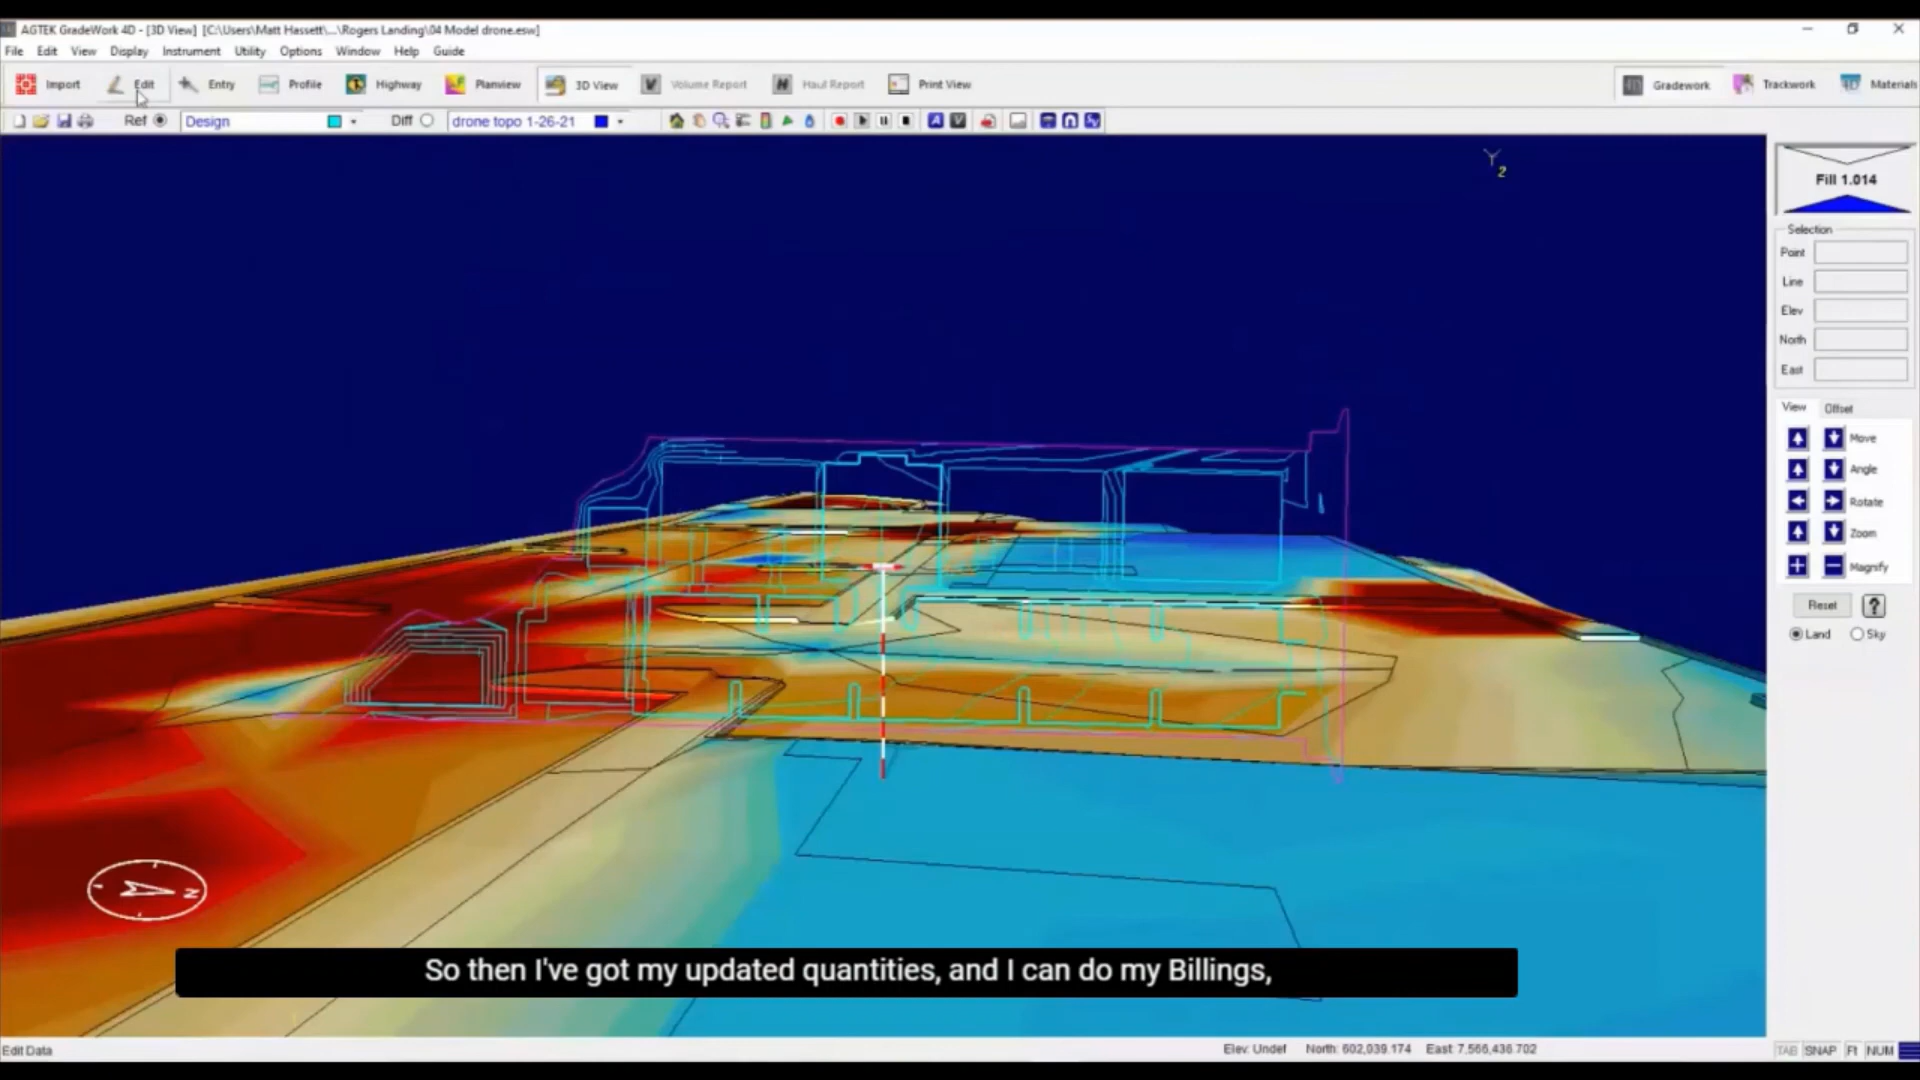 AGTEK GradeWork 4D - [3D View] [C:\Users\Matt Hassett\...\Rogers Landing\04 Model drone.esw]
File Edit View Display Instrument Utility Options Window Help Guide
Import Edit Entry Profile Highway Planview 3D View Volume Report Haul Report Print View Gradework Trackwork Materials
Ref Design Diff drone topo 1-26-21
2
Fill 1.014
Selection
Point
Line
Elev
North
East
View Offset
Move
Angle
Rotate
Zoom
Magnify
Reset ?
Land Sky
N
So then I've got my updated quantities, and I can do my Billings,
Edit Data Elev: Undef North: 602,939.174 East: 7,566,436.702 TAB SNAP Ft NUM